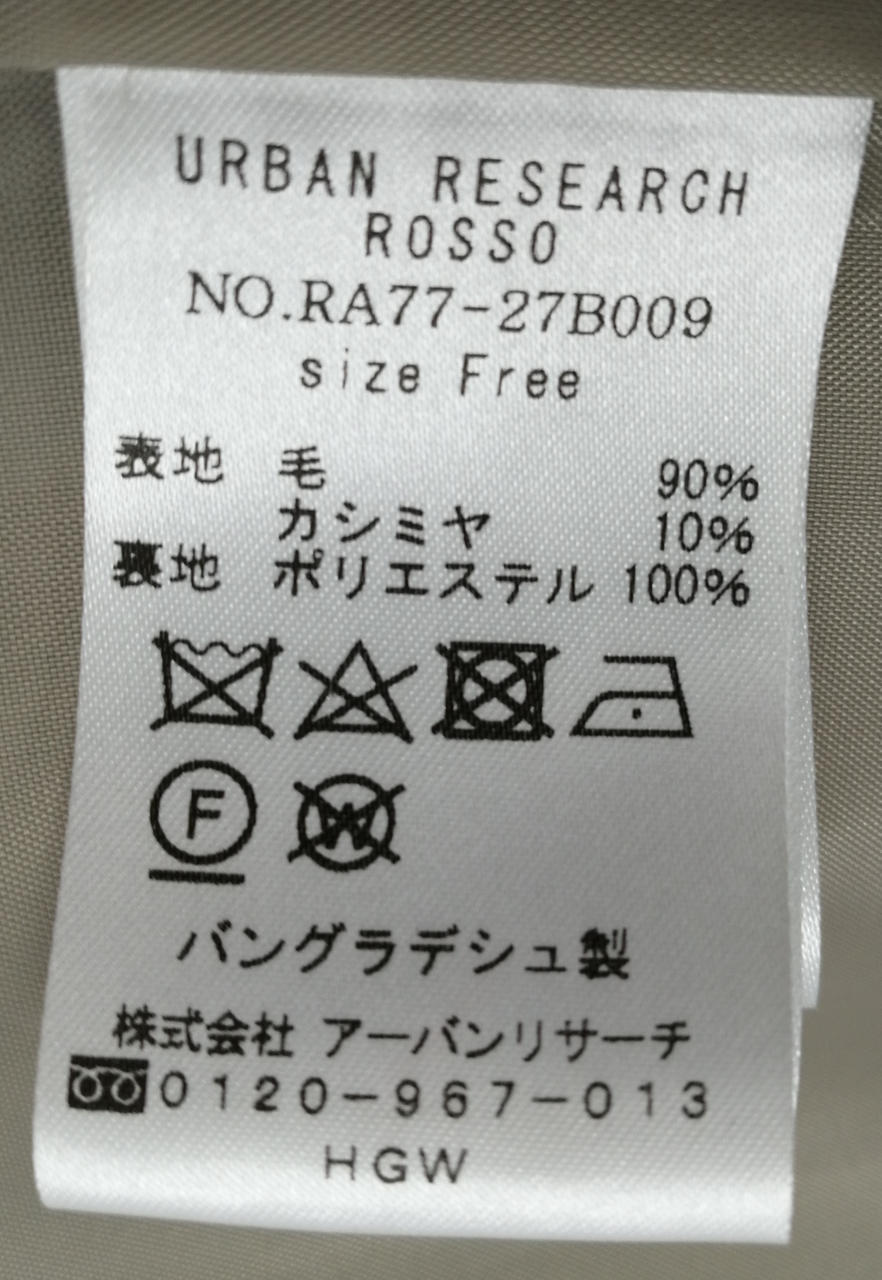 URBAN RESEARCH
ROSSO
NO.RA77-27B009
size Free
表地 毛 90%
カシミヤ 10%
裏地 ポリエステル 100%
F W
バングラデシュ製
株式会社 アーバンリサーチ
0120-967-013
HGW